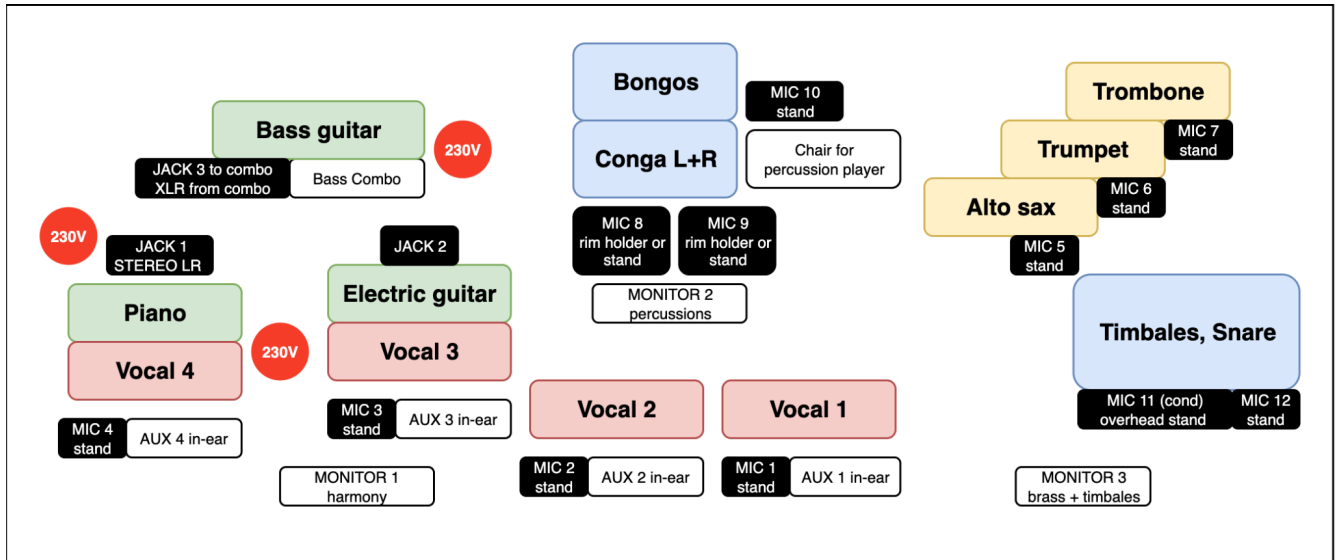 Bongos
MIC 10
stand
Conga L+R
Chair for
percussion player
MIC 8
rim holder or
stand
MIC 9
rim holder or
stand
MONITOR 2
percussions
Bass guitar
230V
JACK 3 to combo
XLR from combo
Bass Combo
230V
JACK 1
STEREO LR
Piano
Vocal 4
230V
MIC 4
stand
AUX 4 in-ear
JACK 2
Electric guitar
Vocal 3
MIC 3
stand
AUX 3 in-ear
MONITOR 1
harmony
Vocal 2
MIC 2
stand
AUX 2 in-ear
Vocal 1
MIC 1
stand
AUX 1 in-ear
Trombone
MIC 7
stand
Trumpet
MIC 6
stand
Alto sax
MIC 5
stand
Timbales, Snare
MIC 11 (cond)
overhead stand
MIC 12
stand
MONITOR 3
brass + timbales